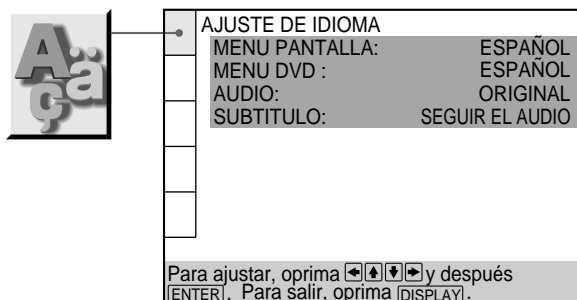 Aäç
AJUSTE DE IDIOMA
MENU PANTALLA: ESPAÑOL
MENU DVD : ESPAÑOL
AUDIO: ORIGINAL
SUBTITULO: SEGUIR EL AUDIO
Para ajustar, oprima ←↑↓→ y después
ENTER. Para salir, oprima DISPLAY.